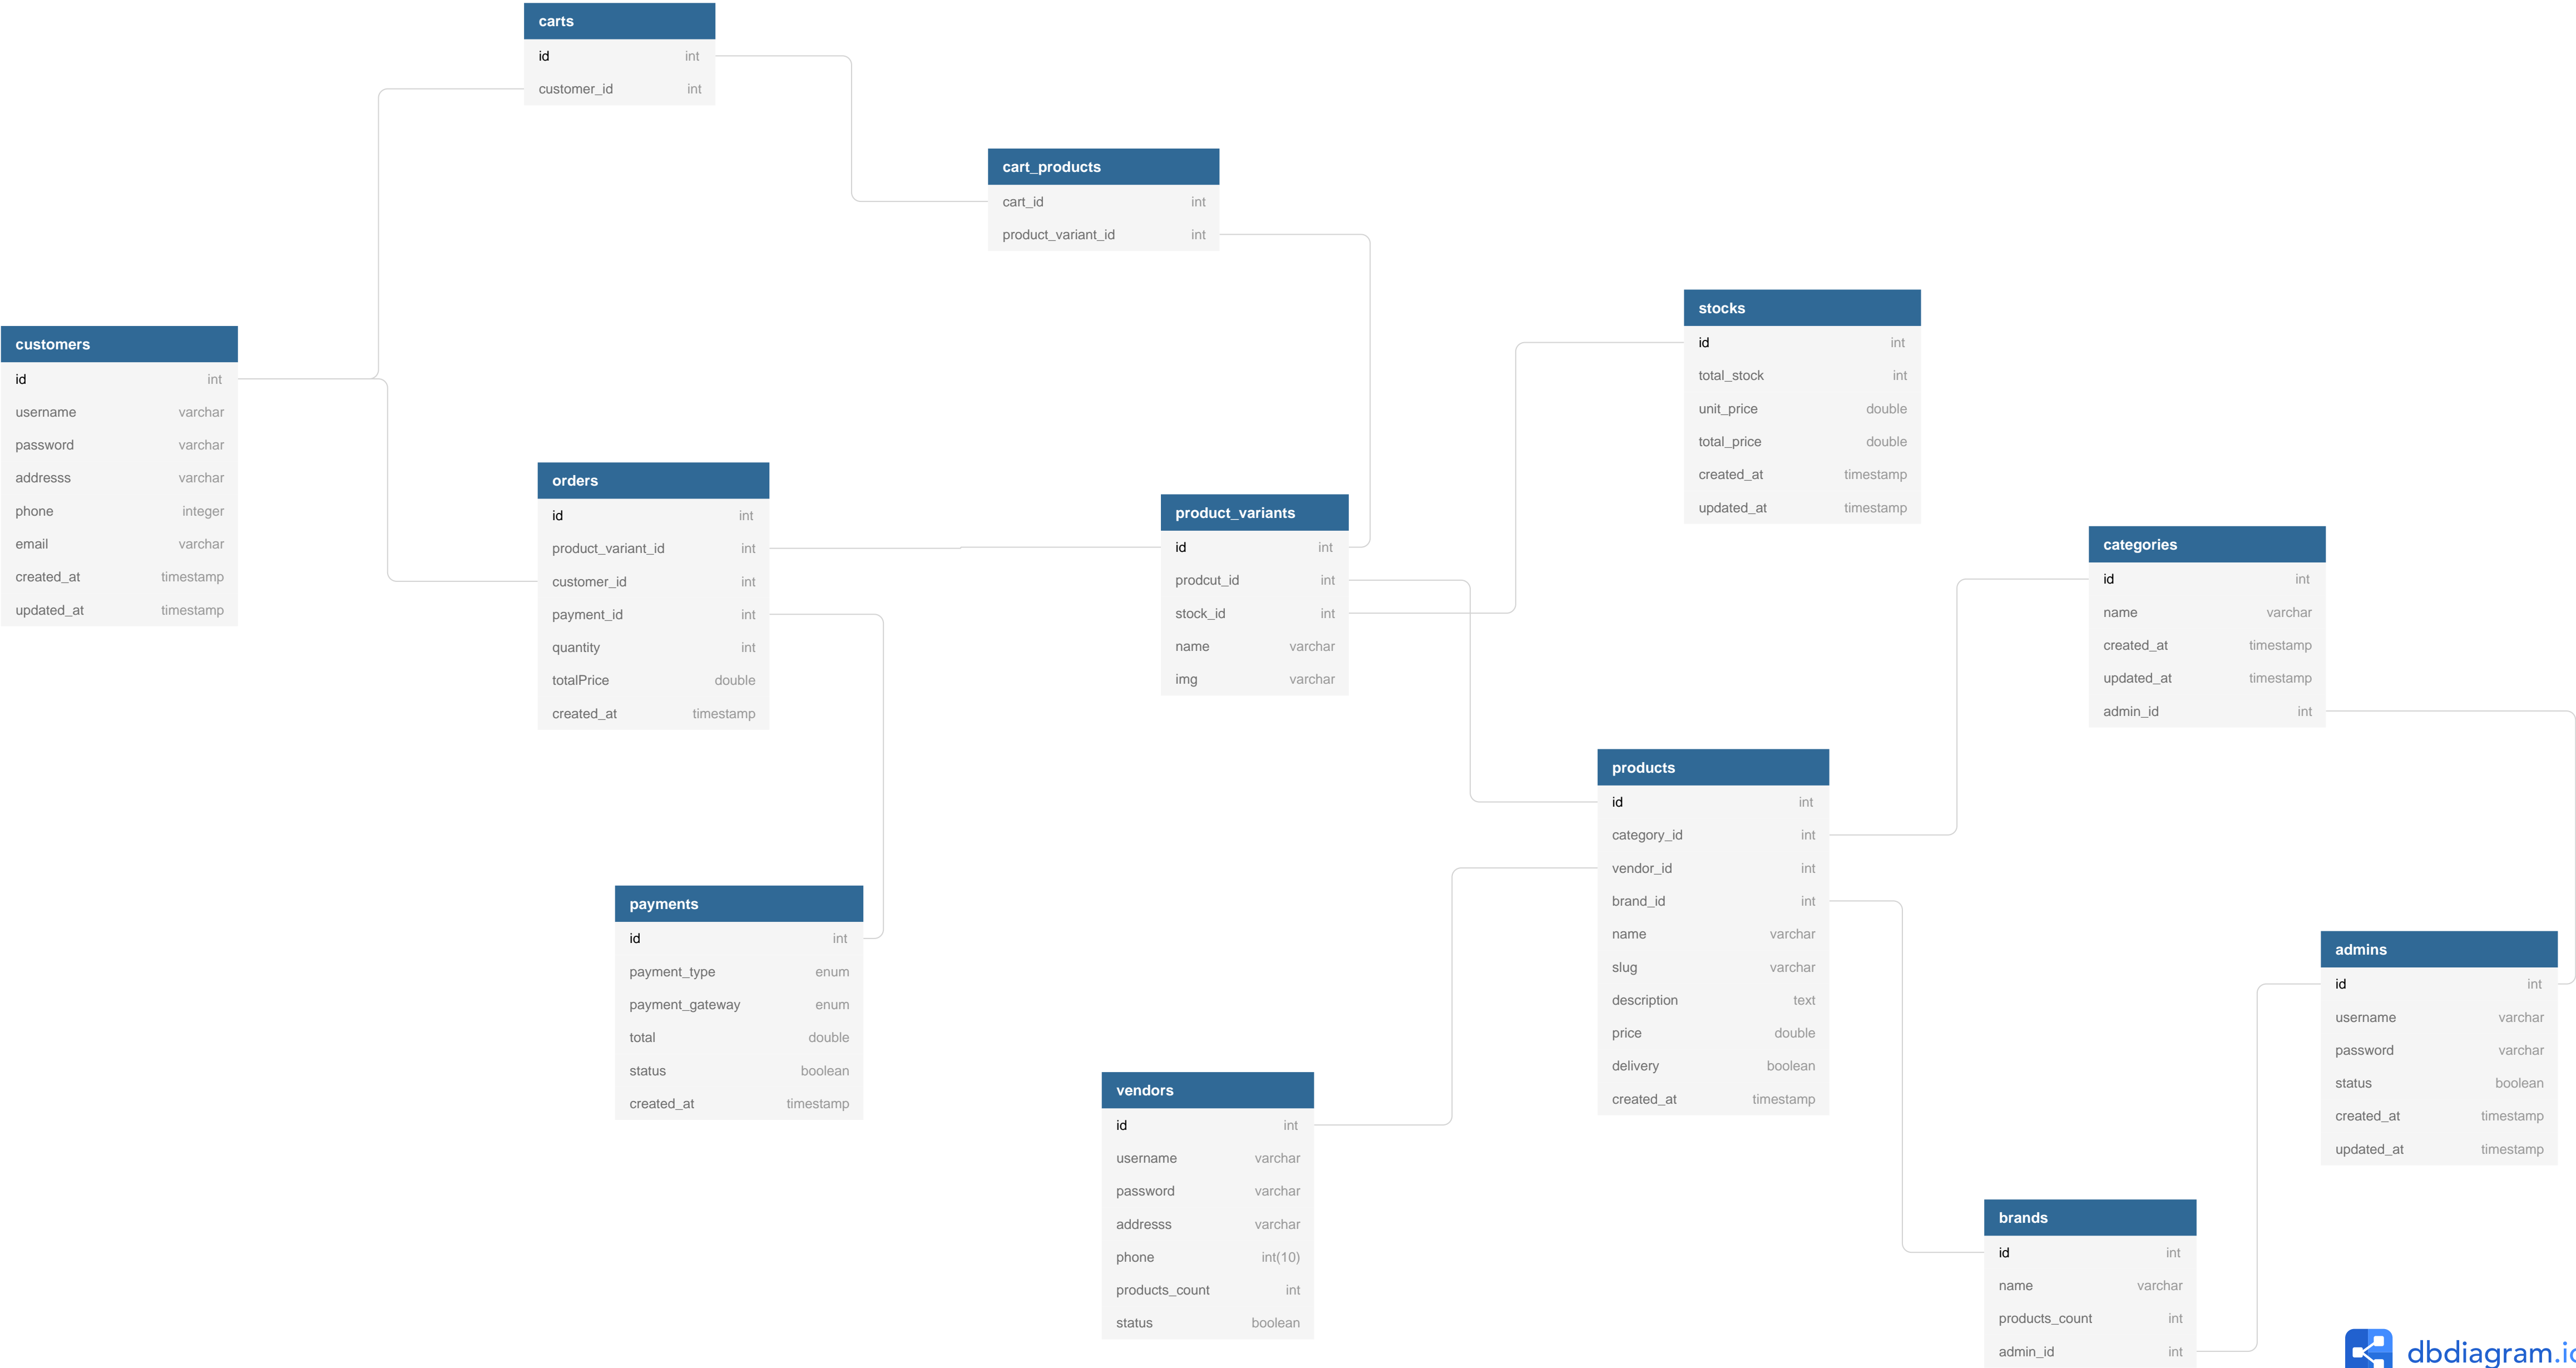 carts
id int
customer_id int
cart_products
cart_id int
product_variant_id int
stocks
id int
total_stock int
unit_price double
total_price double
created_at timestamp
updated_at timestamp
customers
id int
username varchar
password varchar
addresss varchar
phone integer
email varchar
created_at timestamp
updated_at timestamp
orders
id int
product_variant_id int
customer_id int
payment_id int
quantity int
totalPrice double
created_at timestamp
product_variants
id int
prodcut_id int
stock_id int
name varchar
img varchar
categories
id int
name varchar
created_at timestamp
updated_at timestamp
admin_id int
products
id int
category_id int
vendor_id int
brand_id int
name varchar
slug varchar
description text
price double
delivery boolean
created_at timestamp
payments
id int
payment_type enum
payment_gateway enum
total double
status boolean
created_at timestamp
admins
id int
username varchar
password varchar
status boolean
created_at timestamp
updated_at timestamp
vendors
id int
username varchar
password varchar
addresss varchar
phone int(10)
products_count int
status boolean
brands
id int
name varchar
products_count int
admin_id int
dbdiagram.io